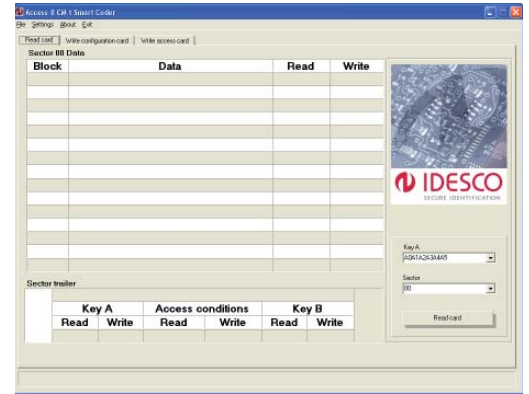 Access 8 CM t Smart Coder
File Settings About Exit
Read card Write configuration card Write access card
Sector 00 Data
Block Data Read Write
IDESCO
SECURE IDENTIFICATION
Key A
A0A1A2A3A4A5
Sector
00
Read card
Sector trailer
Key A Access conditions Key B
Read Write Read Write Read Write